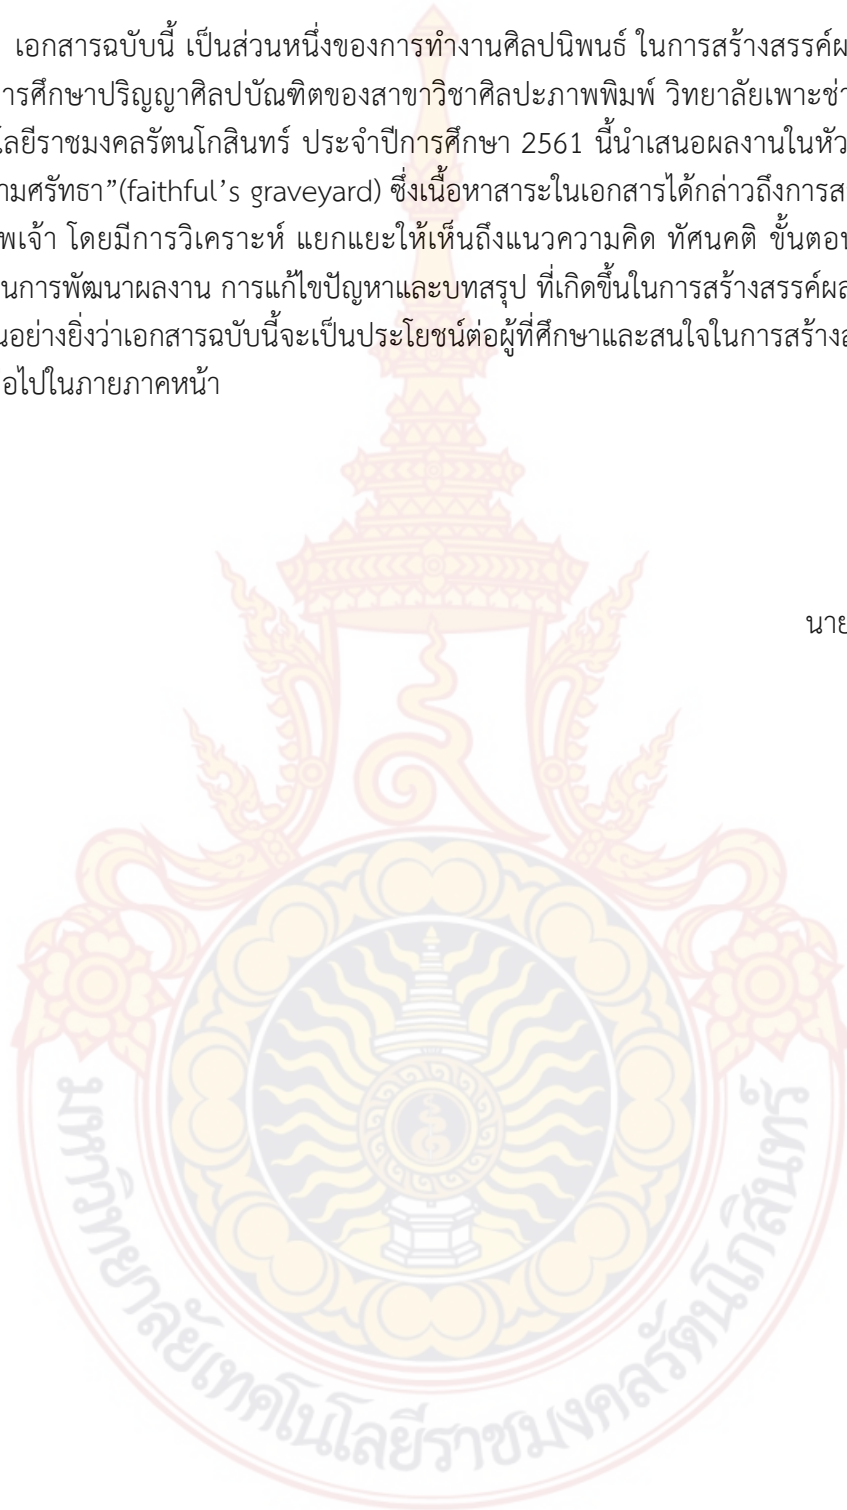 เอกสารฉบับนี้ เป็นส่วนหนึ่งของการทำงานศิลปนิพนธ์ ในการสร้างสรรค์ผ
ารศึกษาปริญญาศิลปบัณฑิตของสาขาวิชาศิลปะภาพพิมพ์ วิทยาลัยเพาะช่า
โลยีราชมงคลรัตนโกสินทร์ ประจำปีการศึกษา 2561 นี้นำเสนอผลงานในหัว
ามศรัทธา”(faithful’s graveyard) ซึ่งเนื้อหาสาระในเอกสารได้กล่าวถึงการส
พเจ้า โดยมีการวิเคราะห์ แยกแยะให้เห็นถึงแนวความคิด ทัศนคติ ขั้นตอน
นการพัฒนาผลงาน การแก้ไขปัญหาและบทสรุป ที่เกิดขึ้นในการสร้างสรรค์ผล
นอย่างยิ่งว่าเอกสารฉบับนี้จะเป็นประโยชน์ต่อผู้ที่ศึกษาและสนใจในการสร้างส
อไปในภายภาคหน้า
นาย
มหาวิทยาลัยเทคโนโลยีราชมงคลรัตนโกสินทร์